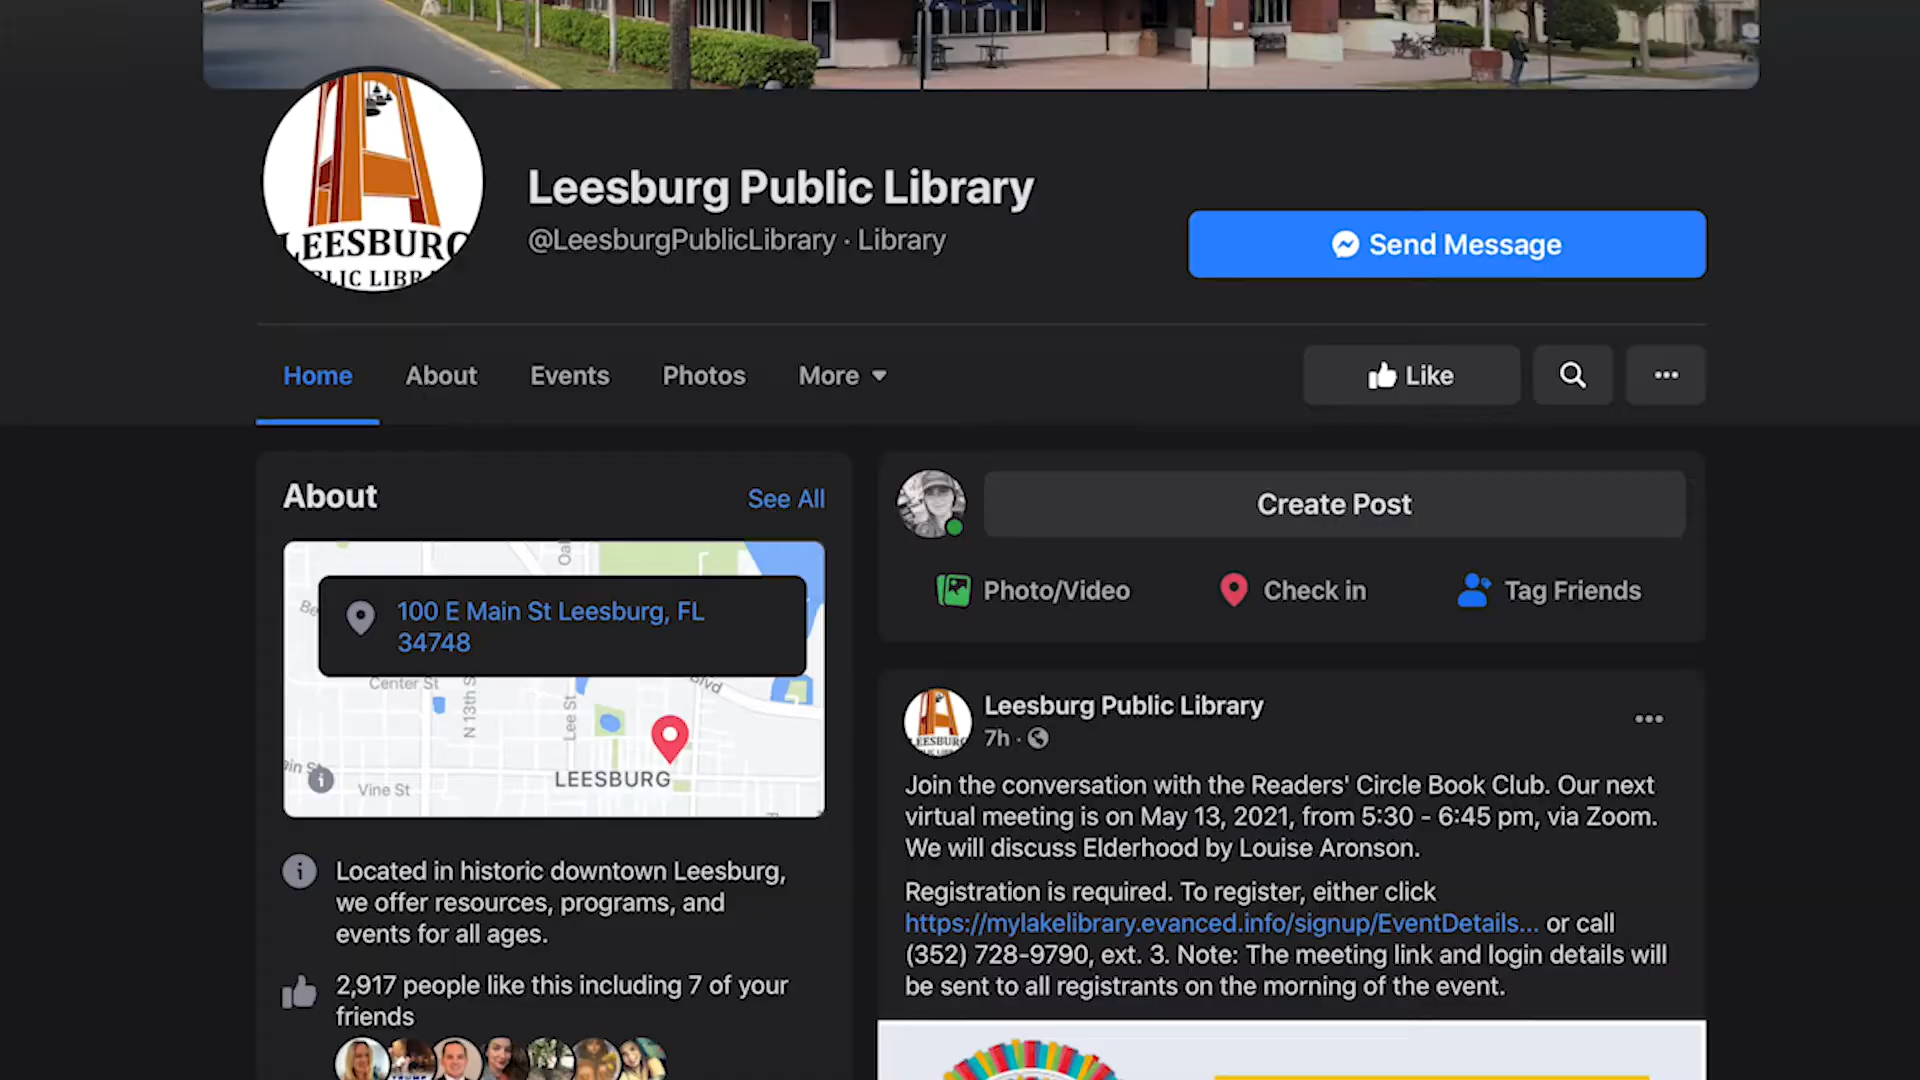 LEESBURG
PUBLIC LIBRA
Leesburg Public Library
@LeesburgPublicLibrary · Library
Send Message
Home
About
Events
Photos
More
Like
About
See All
100 E Main St Leesburg, FL
34748
Center St
N 13th S
Lee St
Blvd
Vine St
LEESBURG
Located in historic downtown Leesburg,
we offer resources, programs, and
events for all ages.
2,917 people like this including 7 of your
friends
Create Post
Photo/Video
Check in
Tag Friends
LEESBURG
Leesburg Public Library
7h ·
Join the conversation with the Readers' Circle Book Club. Our next
virtual meeting is on May 13, 2021, from 5:30 - 6:45 pm, via Zoom.
We will discuss Elderhood by Louise Aronson.
Registration is required. To register, either click
https://mylakelibrary.evanced.info/signup/EventDetails... or call
(352) 728-9790, ext. 3. Note: The meeting link and login details will
be sent to all registrants on the morning of the event.